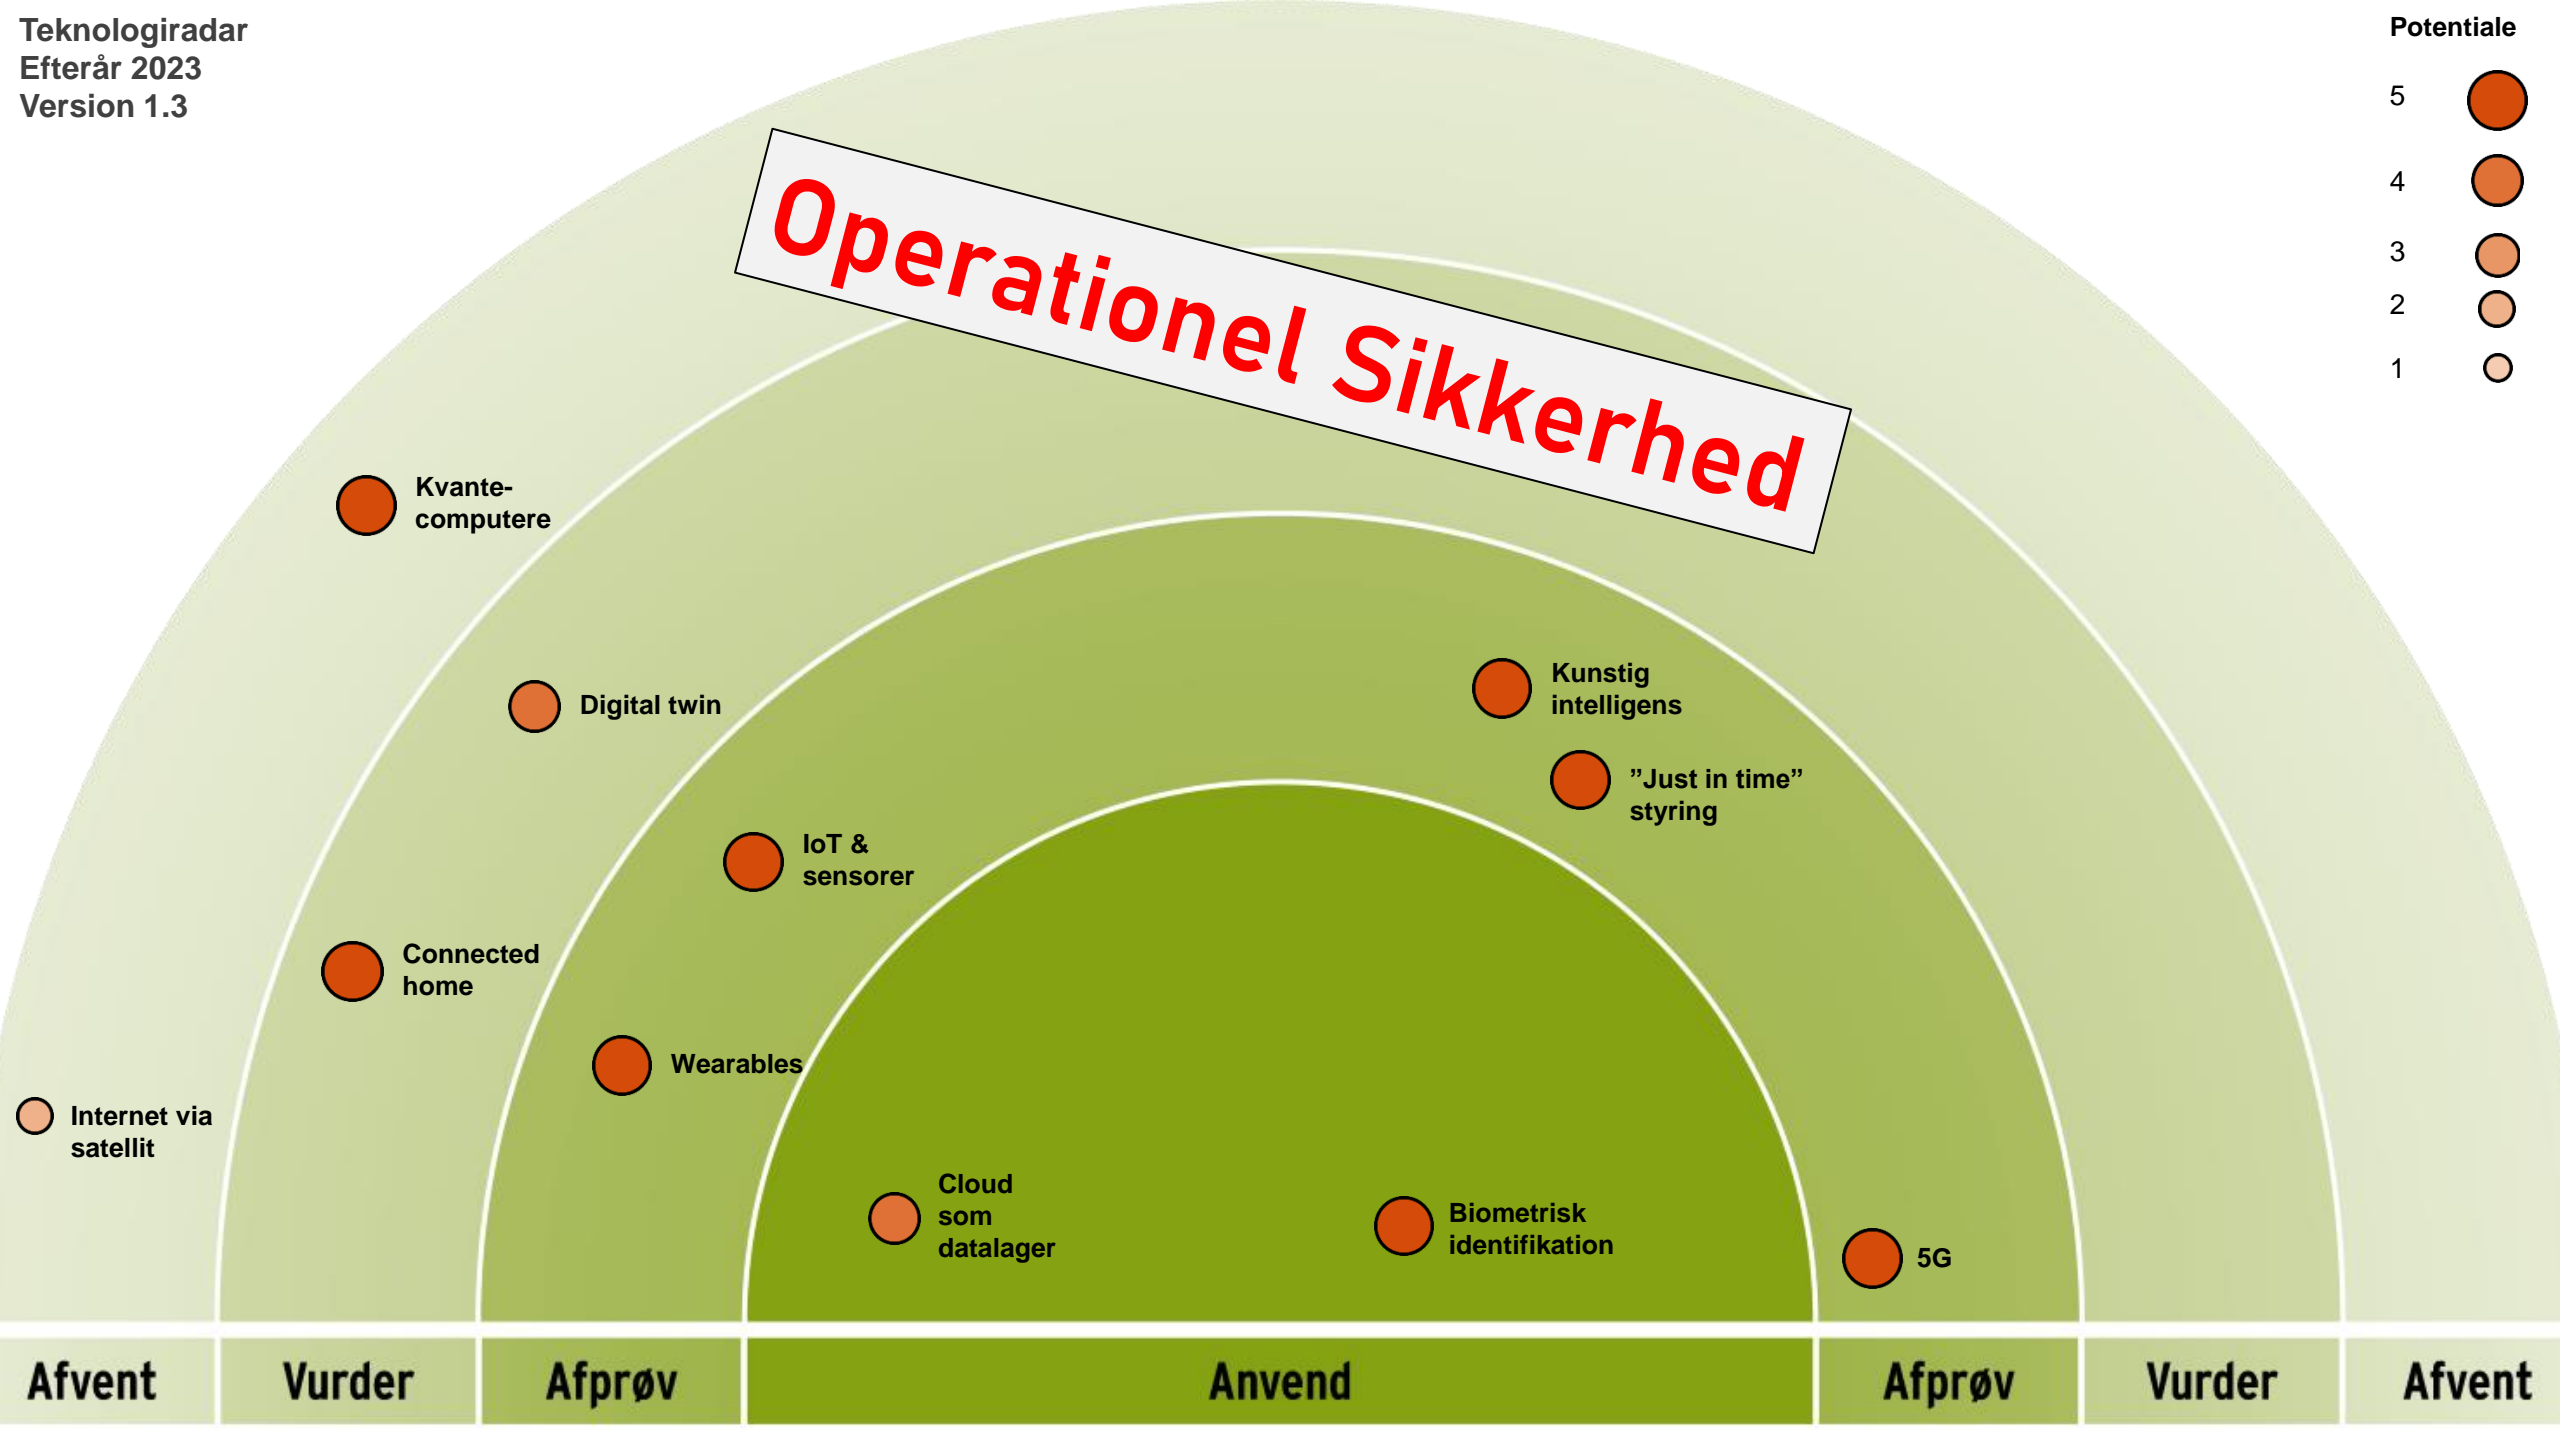 Teknologiradar
Efterår 2023
Version 1.3
Potentiale
5
4
3
2
1
Operationel Sikkerhed
Kvante-
computere
Digital twin
Kunstig
intelligens
”Just in time”
styring
IoT &
sensorer
Connected
home
Wearables
Internet via
satellit
Cloud
som
datalager
Biometrisk
identifikation
5G
Afvent
Vurder
Afprøv
Anvend
Afprøv
Vurder
Afvent